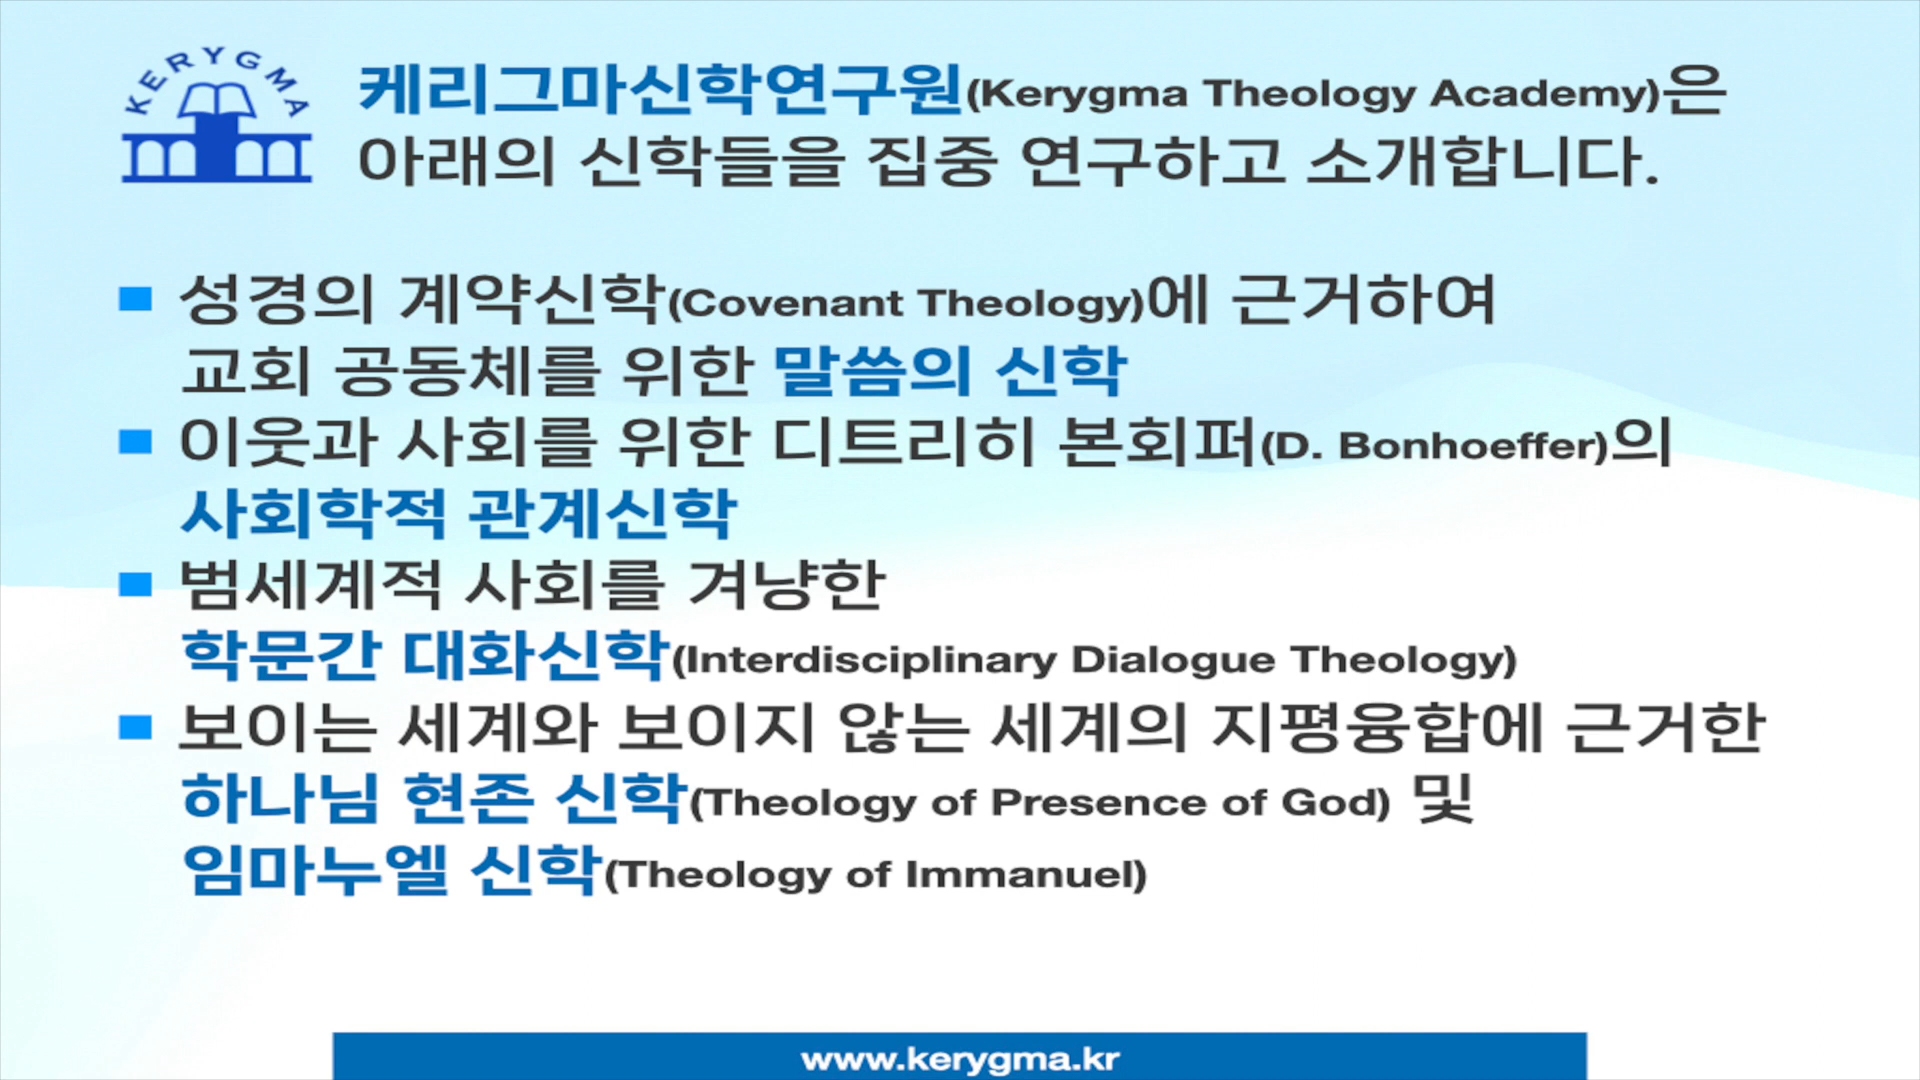 KERYGMA
케리그마신학연구원(Kerygma Theology Academy)은
아래의 신학들을 집중 연구하고 소개합니다.
성경의 계약신학(Covenant Theology)에 근거하여
교회 공동체를 위한 말씀의 신학
이웃과 사회를 위한 디트리히 본회퍼(D. Bonhoeffer)의
사회학적 관계신학
범세계적 사회를 겨냥한
학문간 대화신학(Interdisciplinary Dialogue Theology)
보이는 세계와 보이지 않는 세계의 지평융합에 근거한
하나님 현존 신학(Theology of Presence of God) 및
임마누엘 신학(Theology of Immanuel)
www.kerygma.kr